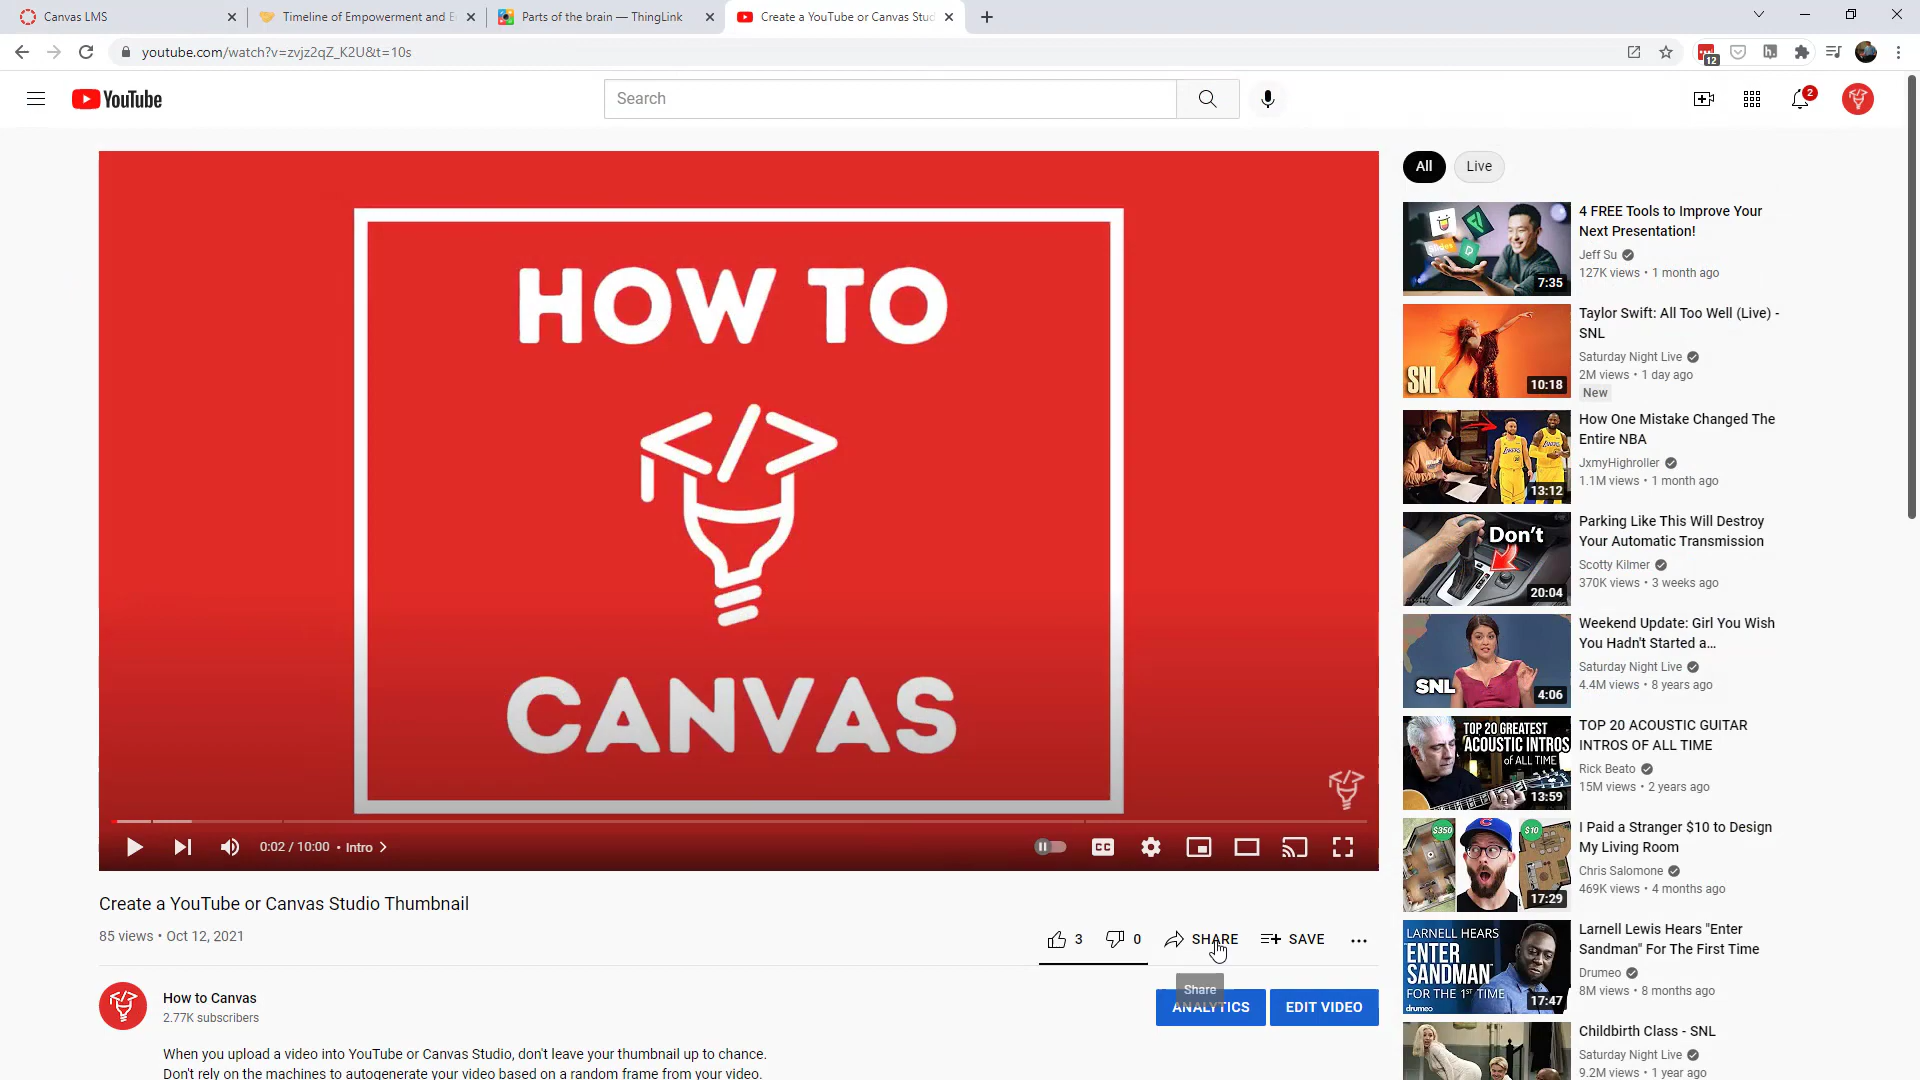 Canvas LMS
Timeline of Empowerment and E
Parts of the brain — ThingLink
Create a YouTube or Canvas Stud
youtube.com/watch?v=zvjz2qZ_K2U&t=10s
12
YouTube
Search
2
HOW TO
CANVAS
0:02 / 10:00 • Intro
CC
Create a YouTube or Canvas Studio Thumbnail
85 views • Oct 12, 2021
3
0
SHARE
SAVE
Share
ANALYTICS
EDIT VIDEO
How to Canvas
2.77K subscribers
When you upload a video into YouTube or Canvas Studio, don't leave your thumbnail up to chance.
Don't rely on the machines to autogenerate your video based on a random frame from your video.
All
Live
Slides
7:35
4 FREE Tools to Improve Your
Next Presentation!
Jeff Su
127K views • 1 month ago
SNL
10:18
Taylor Swift: All Too Well (Live) -
SNL
Saturday Night Live
2M views • 1 day ago
New
13:12
How One Mistake Changed The
Entire NBA
JxmyHighroller
1.1M views • 1 month ago
Don't
20:04
Parking Like This Will Destroy
Your Automatic Transmission
Scotty Kilmer
370K views • 3 weeks ago
SNL
4:06
Weekend Update: Girl You Wish
You Hadn't Started a...
Saturday Night Live
4.4M views • 8 years ago
TOP 20 GREATEST
ACOUSTIC INTROS
of ALL TIME
13:59
TOP 20 ACOUSTIC GUITAR
INTROS OF ALL TIME
Rick Beato
15M views • 2 years ago
$350
$10
17:29
I Paid a Stranger $10 to Design
My Living Room
Chris Salomone
469K views • 4 months ago
LARNELL HEARS
"ENTER
SANDMAN"
FOR THE 1ST TIME
drumeo
17:47
Larnell Lewis Hears "Enter
Sandman" For The First Time
Drumeo
8M views • 8 months ago
Childbirth Class - SNL
Saturday Night Live
9.2M views • 1 year ago